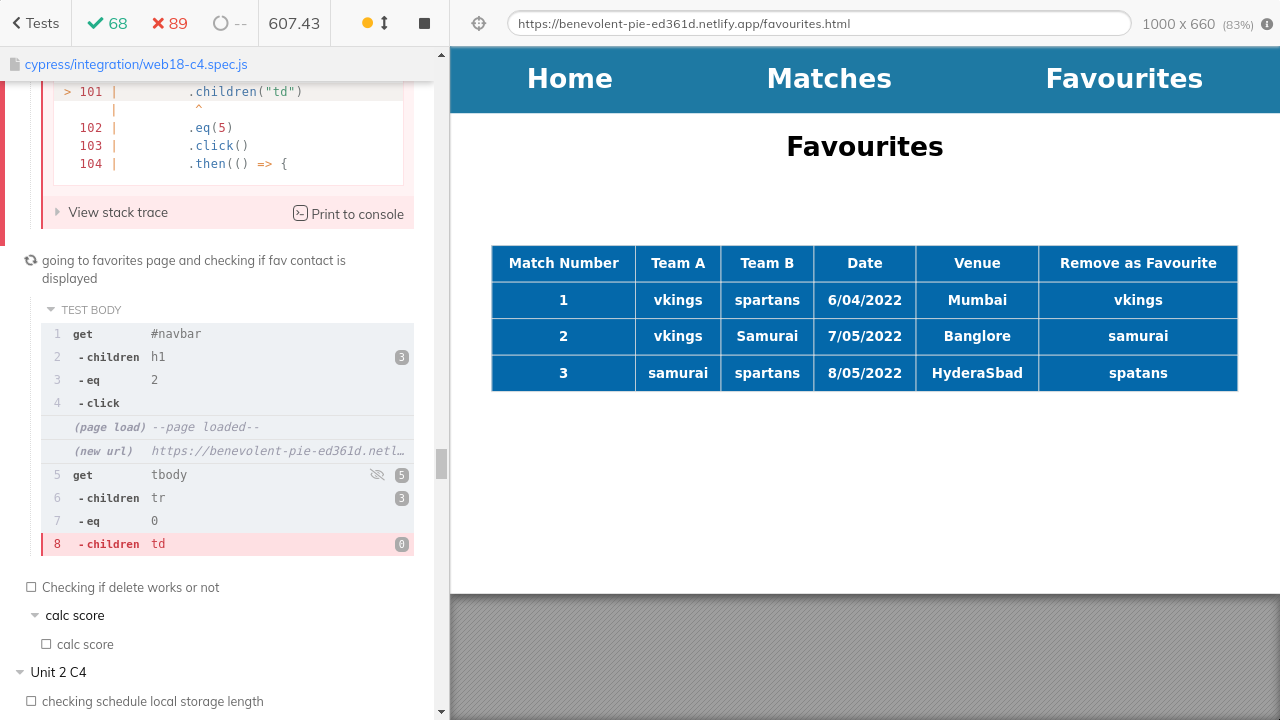 Tests
68
89
--
607.43
https://benevolent-pie-ed361d.netlify.app/favourites.html
1000 x 660 (83%)
cypress/integration/web18-c4.spec.js
> 101 | .children("td")
| ^
102 | .eq(5)
103 | .click()
104 | .then(() => {
View stack trace
Print to console
going to favorites page and checking if fav contact is
displayed
TEST BODY
1 get #navbar
2 -children h1 3
3 -eq 2
4 -click
(page load) --page loaded--
(new url) https://benevolent-pie-ed361d.netl…
5 get tbody 5
6 -children tr 3
7 -eq 0
8 -children td 0
Checking if delete works or not
calc score
calc score
Unit 2 C4
checking schedule local storage length
Home Matches Favourites
Favourites
Match Number Team A Team B Date Venue Remove as Favourite
1 vkings spartans 6/04/2022 Mumbai vkings
2 vkings Samurai 7/05/2022 Banglore samurai
3 samurai spartans 8/05/2022 HyderaSbad spatans